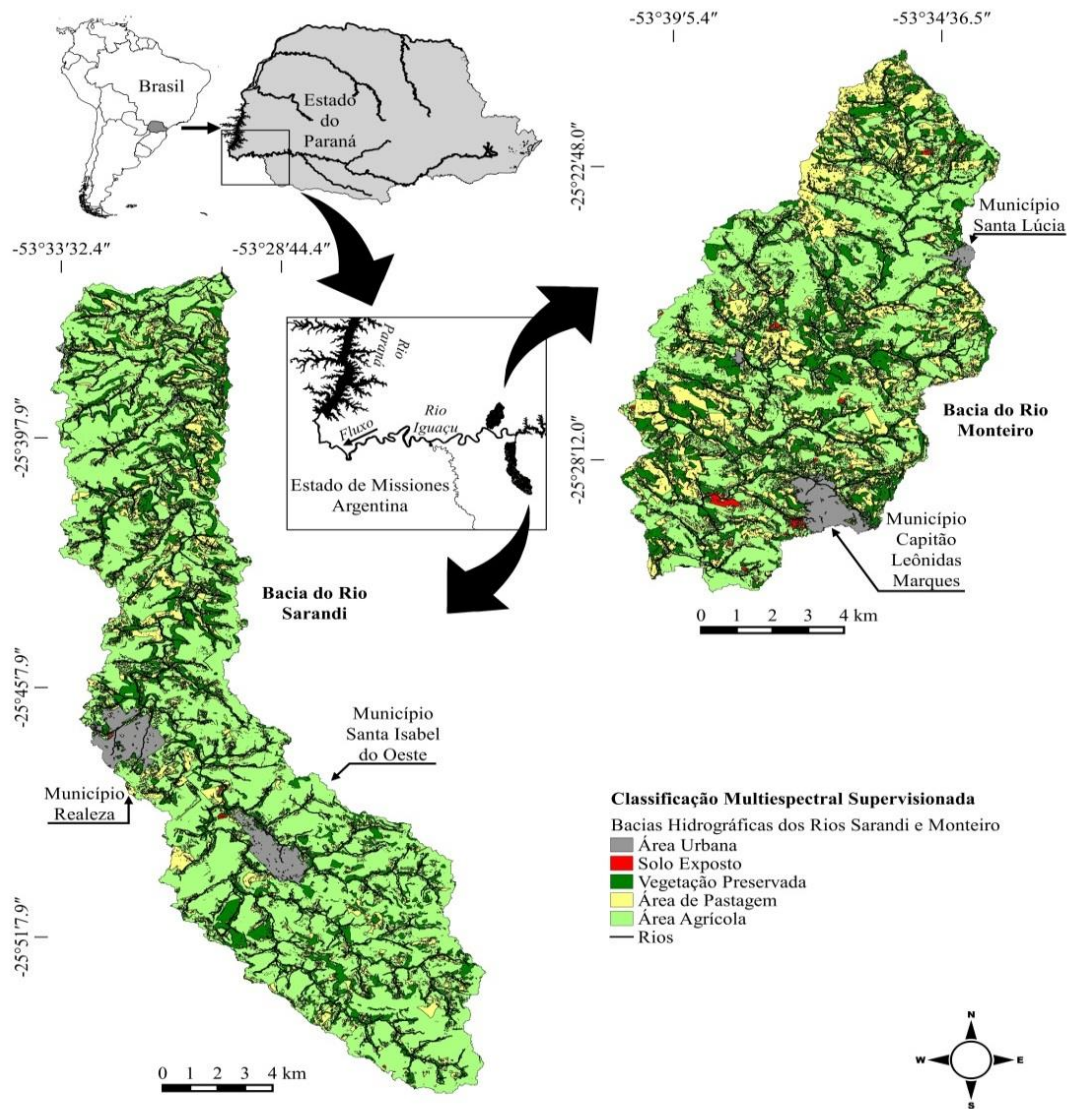 Brasil
Estado
do
Paraná
-53°39'5.4"
-53°34'36.5"
-25°22'48.0"
-25°28'12.0"
Município
Santa Lúcia
Bacia do Rio
Monteiro
Município
Capitão
Leônidas
Marques
0 1 2 3 4 km
-53°33'32.4"
-53°28'44.4"
-25°39'7.9"
-25°45'7.9"
-25°51'7.9"
Rio
Paraná
Rio
Iguaçu
Fluxo
Estado de Missiones
Argentina
Bacia do Rio
Sarandi
Município
Santa Isabel
do Oeste
Município
Realeza
0 1 2 3 4 km
Classificação Multiespectral Supervisionada
Bacias Hidrográficas dos Rios Sarandi e Monteiro
Área Urbana
Solo Exposto
Vegetação Preservada
Área de Pastagem
Área Agrícola
Rios
N
W E
S